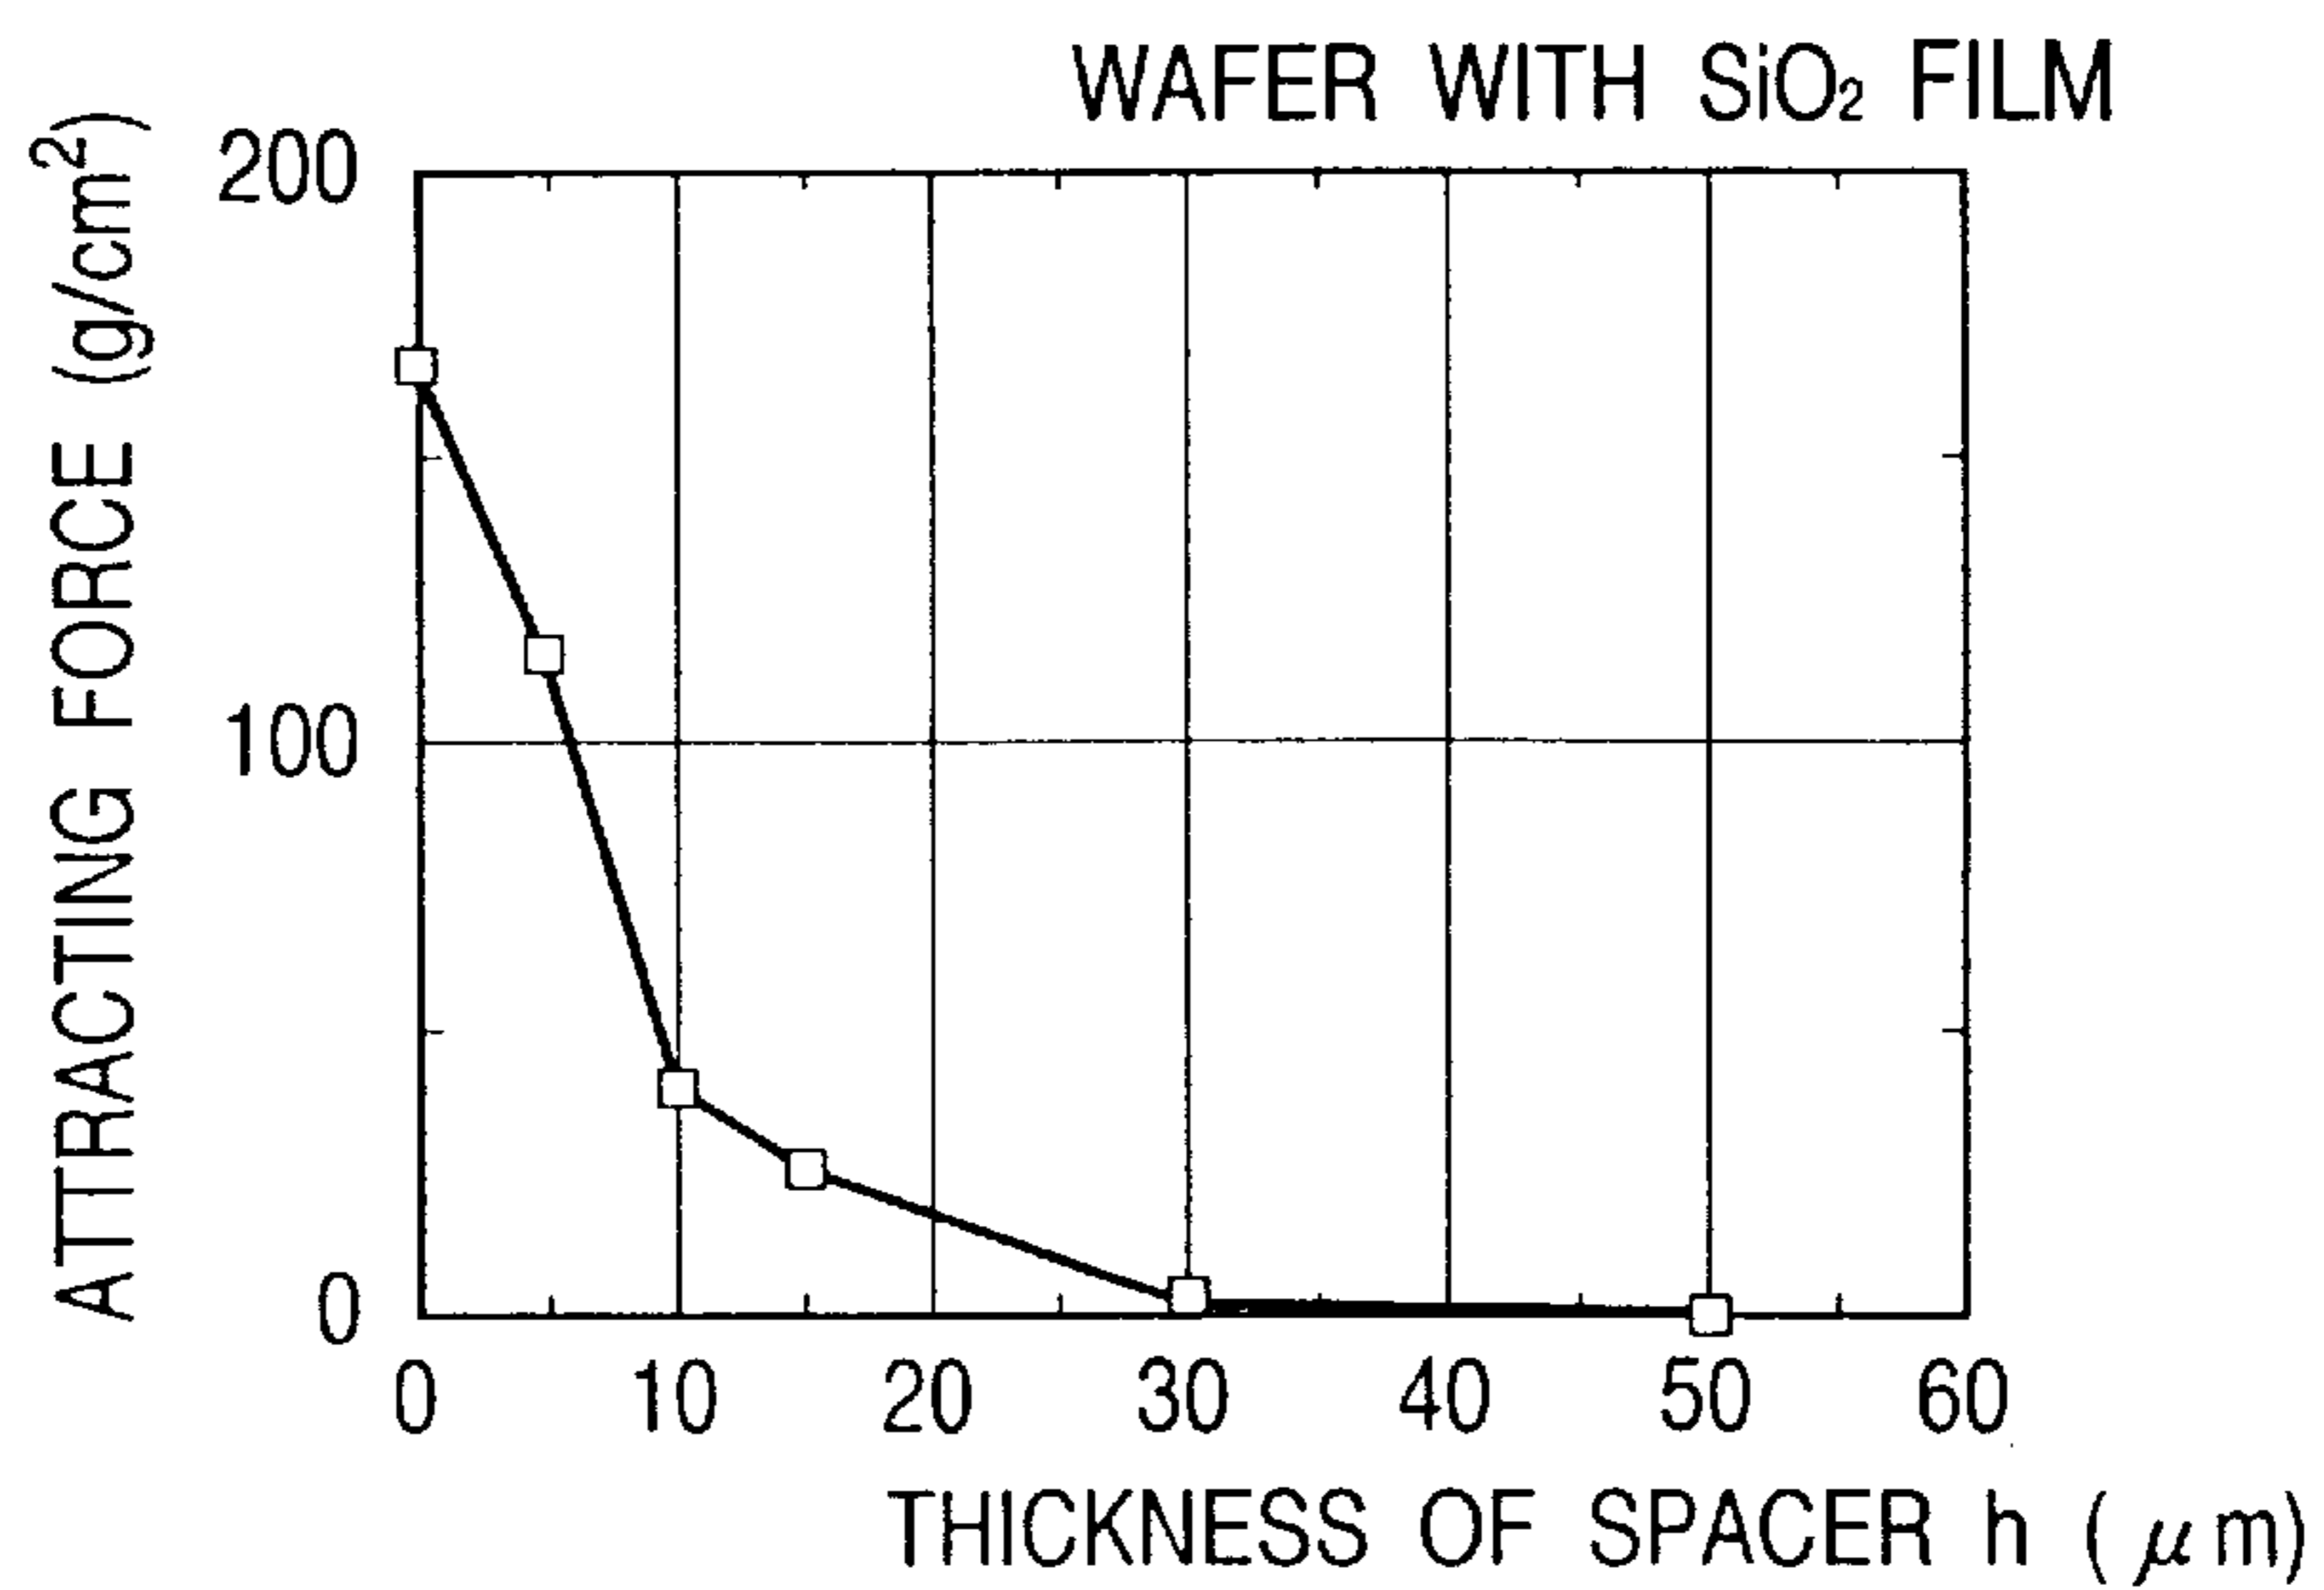 WAFER WITH SiO₂ FILM
ATTRACTING FORCE (g/cm²)
200
100
0
0 10 20 30 40 50 60
THICKNESS OF SPACER h (μm)